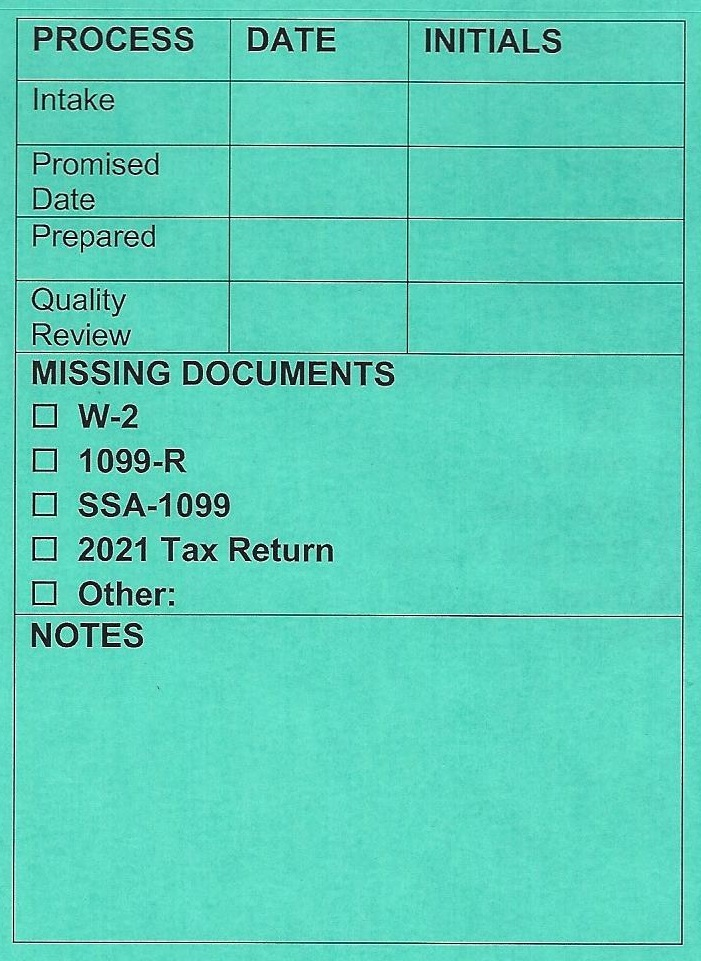 PROCESS DATE INITIALS
Intake
Promised
Date
Prepared
Quality
Review
MISSING DOCUMENTS
☐ W-2
☐ 1099-R
☐ SSA-1099
☐ 2021 Tax Return
☐ Other:
NOTES